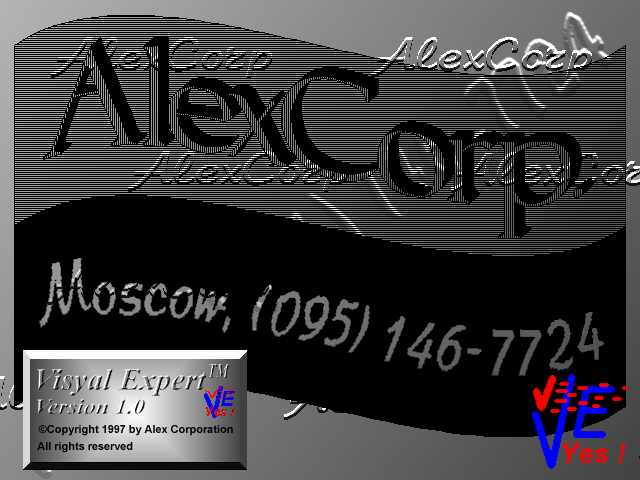 AlexCorp AlexCorp
AlexCorp.
AlexCorp AlexCorp
Moscow, (095) 146-7724
Visyal Expert™
Version 1.0
VE
Yes !
©Copyright 1997 by Alex Corporation
All rights reserved
VE
Yes !